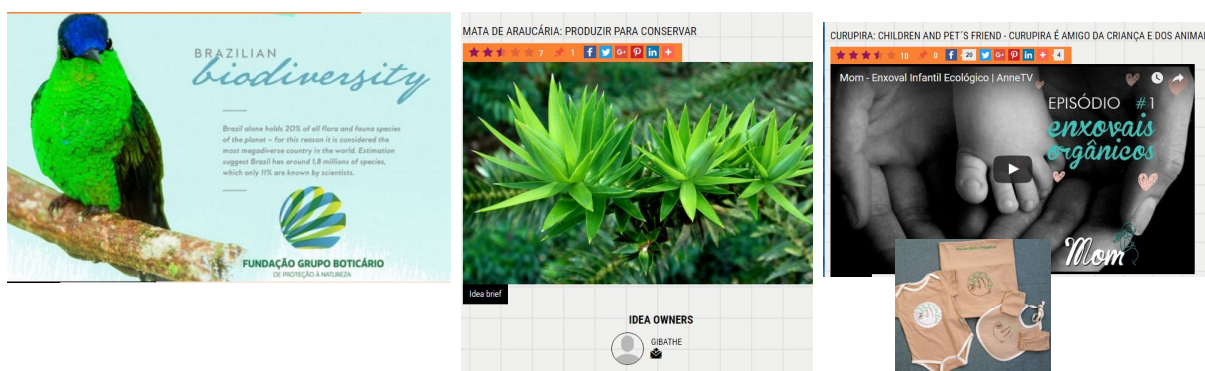 BRAZILIAN
biodiversity
Brazil alone holds 20% of all flora and fauna species
of the planet – for this reason it is considered the
most megadiverse country in the world. Estimation
suggest Brazil has around 1,8 millions of species,
which only 11% are known by scientists.
FUNDAÇÃO GRUPO BOTICÁRIO
DE PROTEÇÃO À NATUREZA
MATA DE ARAUCÁRIA: PRODUZIR PARA CONSERVAR
7 1
Idea brief
IDEA OWNERS
GIBATHE
CURUPIRA: CHILDREN AND PET´S FRIEND - CURUPIRA É AMIGO DA CRIANÇA E DOS ANIMA
10 0 20 4
Mom - Enxoval Infantil Ecológico | AnneTV
EPISÓDIO #1
enxovais
orgânicos
Mom